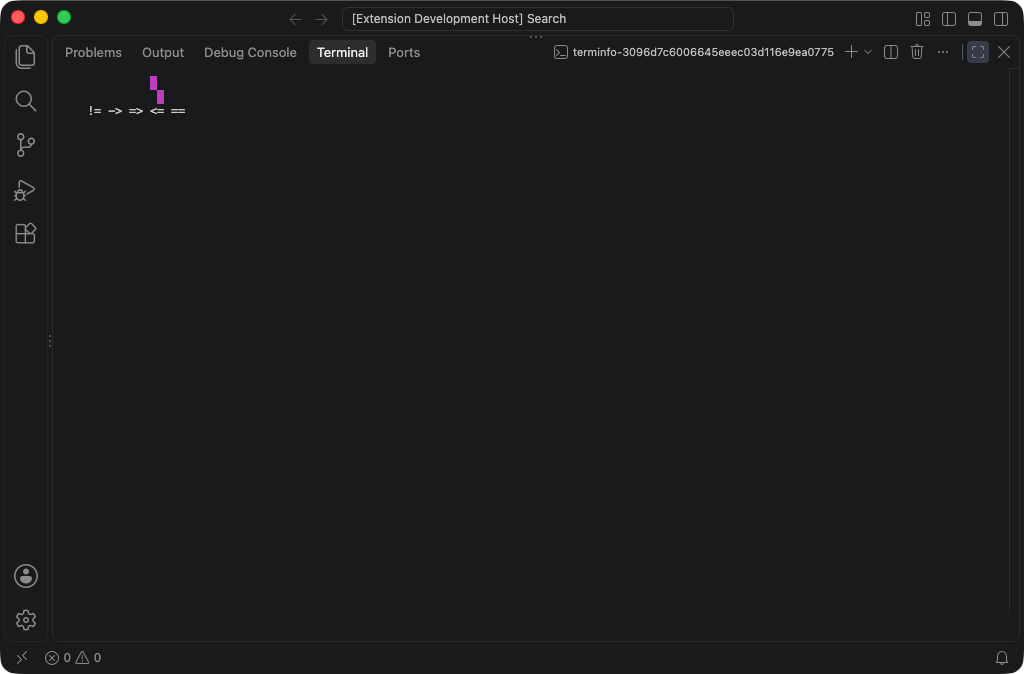 [Extension Development Host] Search
Problems Output Debug Console Terminal Ports
terminfo-3096d7c6006645eeec03d116e9ea0775
!= -> => <= ==
0 0